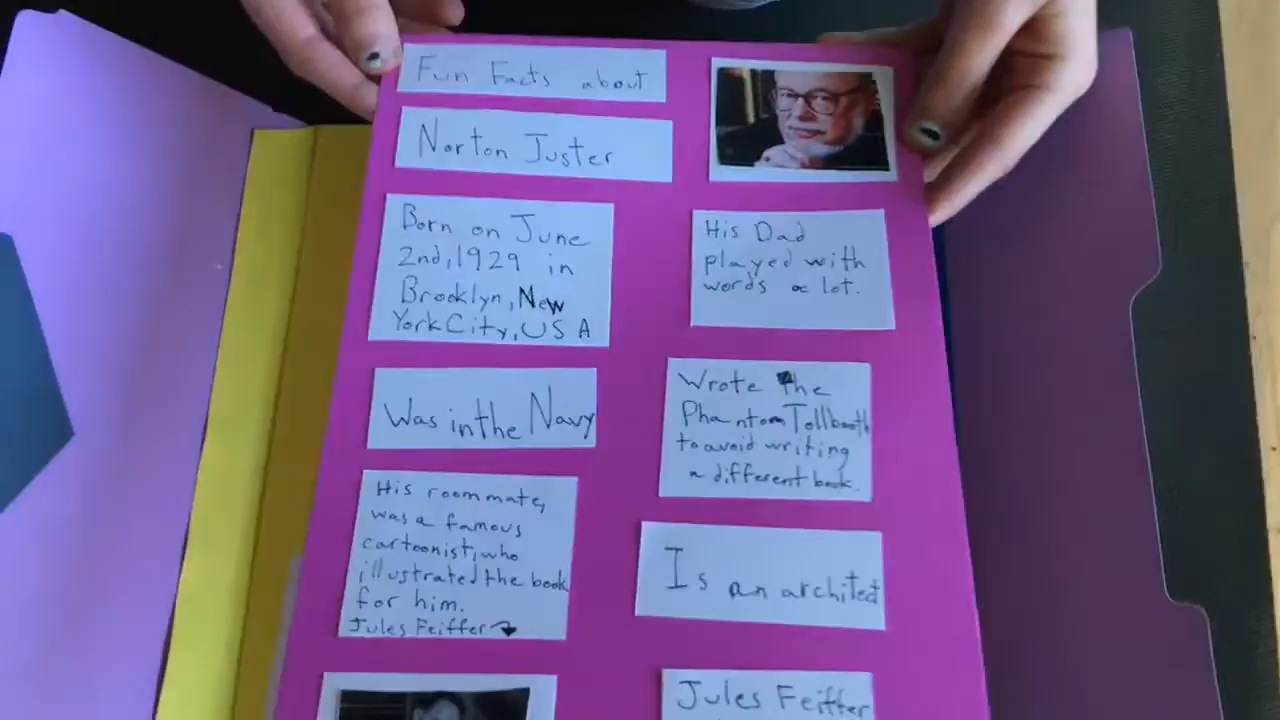 Fun Facts about
Norton Juster
Born on June
2nd, 1929 in
Brooklyn, New
York City, USA
Was in the Navy
His roommate,
was a famous
cartoonist, who
illustrated the book
for him.
Jules Feiffer
His Dad
played with
words a lot.
Wrote the
Phantom Tollbooth
to avoid writing
a different book.
Is an architect
Jules Feiffer